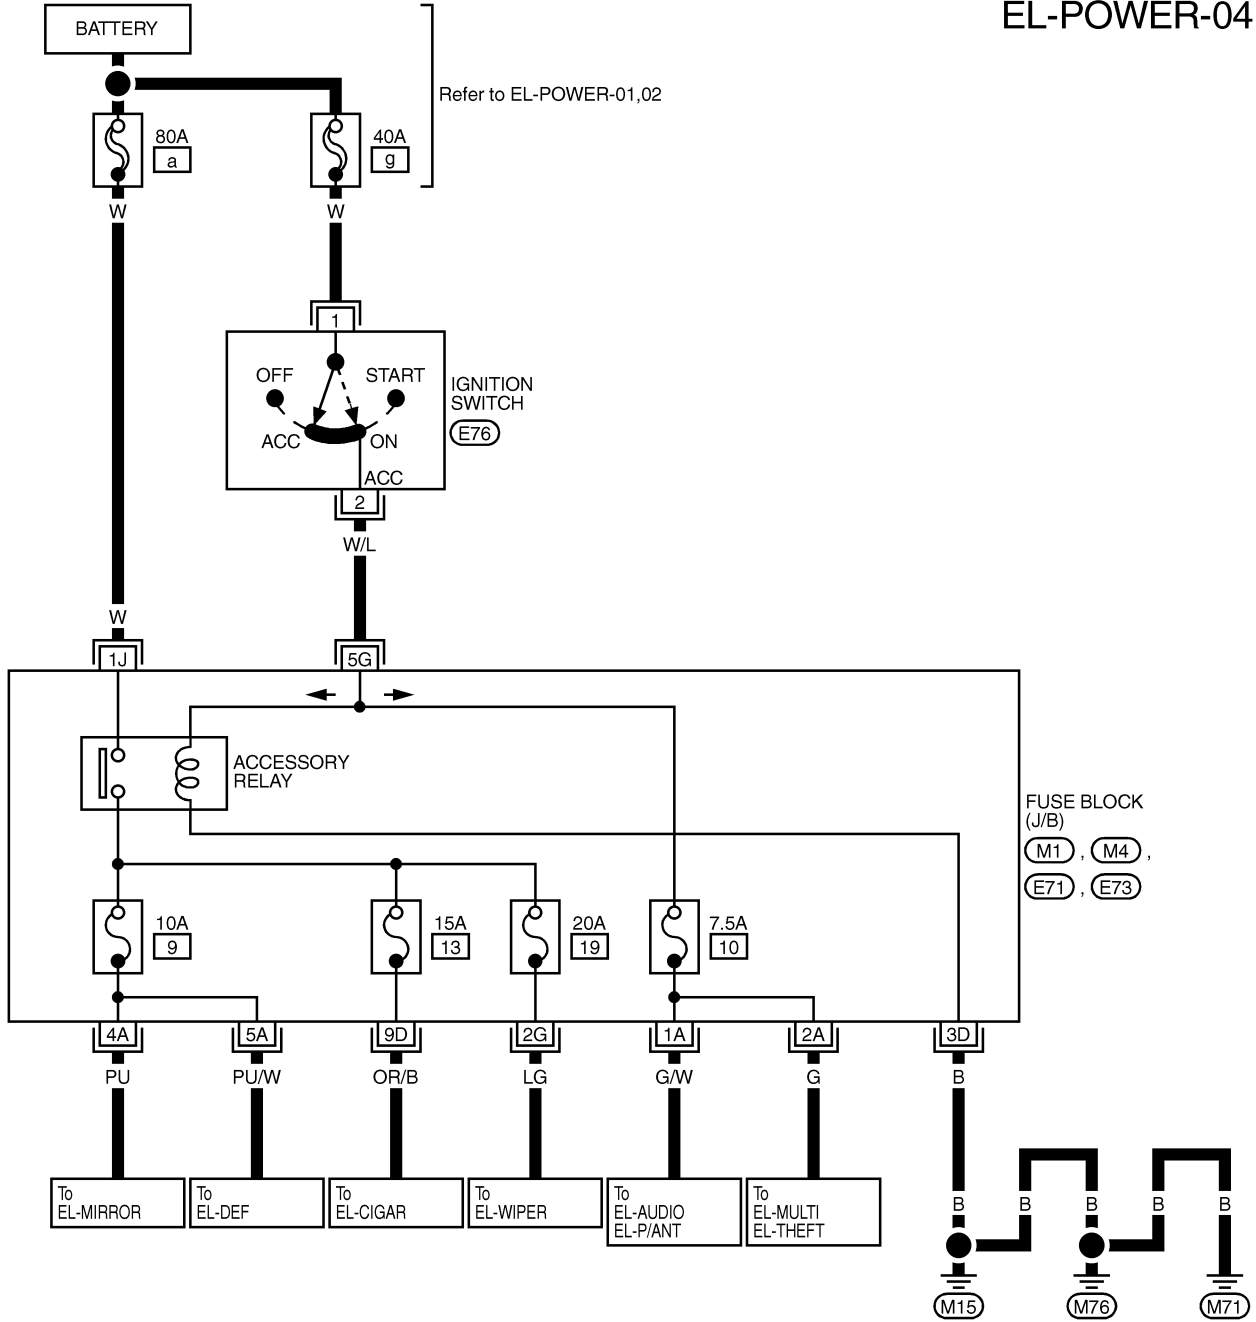 EL-POWER-04
BATTERY
Refer to EL-POWER-01,02
80A
a
40A
g
W
W
1
OFF
START
IGNITION
SWITCH
E76
ACC
ON
ACC
2
W/L
W
1J
5G
ACCESSORY
RELAY
FUSE BLOCK
(J/B)
M1 , M4 ,
E71 , E73
10A
9
15A
13
20A
19
7.5A
10
4A
5A
9D
2G
1A
2A
3D
PU
PU/W
OR/B
LG
G/W
G
B
To
EL-MIRROR
To
EL-DEF
To
EL-CIGAR
To
EL-WIPER
To
EL-AUDIO
EL-P/ANT
To
EL-MULTI
EL-THEFT
B
B
B
B
B
M15
M76
M71